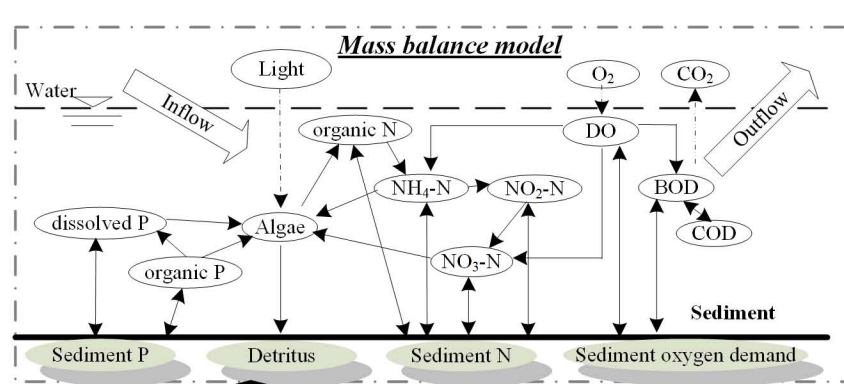 Mass balance model
Water
Light
O₂
CO₂
Inflow
Outflow
organic N
DO
NH₄-N
NO₂-N
BOD
dissolved P
Algae
COD
organic P
NO₃-N
Sediment
Sediment P
Detritus
Sediment N
Sediment oxygen demand